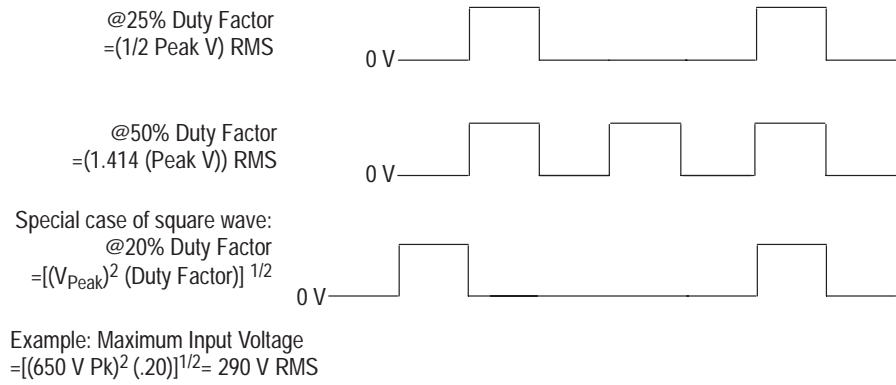 @25% Duty Factor
=(1/2 Peak V) RMS
0 V
@50% Duty Factor
=(1.414 (Peak V)) RMS
0 V
Special case of square wave:
@20% Duty Factor
=[(V_Peak)² (Duty Factor)] ¹/²
0 V
Example: Maximum Input Voltage
=[(650 V Pk)² (.20)]¹/²= 290 V RMS